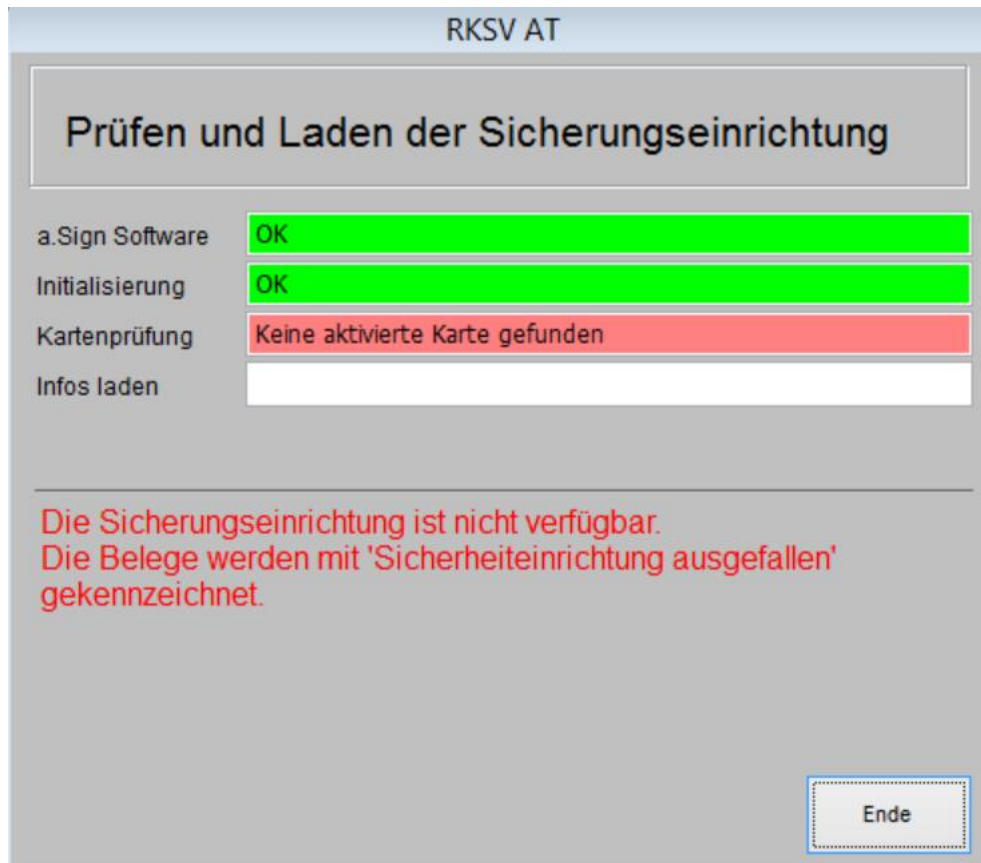 RKSV AT
Prüfen und Laden der Sicherungseinrichtung
a.Sign Software OK
Initialisierung OK
Kartenprüfung Keine aktivierte Karte gefunden
Infos laden
Die Sicherungseinrichtung ist nicht verfügbar.
Die Belege werden mit 'Sicherheiteinrichtung ausgefallen'
gekennzeichnet.
Ende